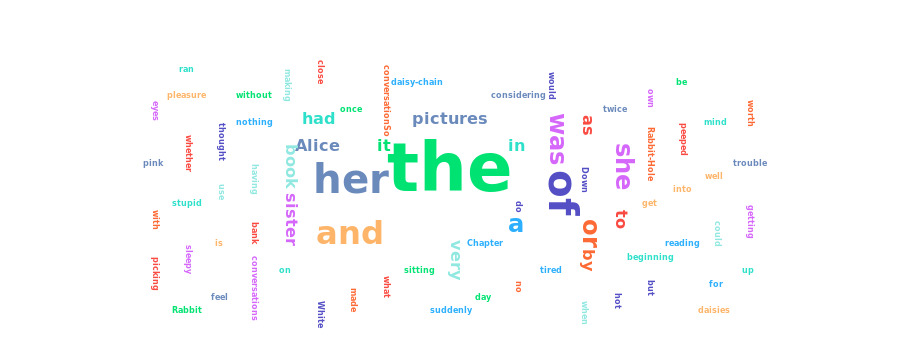 ran
close
making
conversationSo
daisy-chain
would
be
pleasure
without
considering
own
eyes
once
twice
worth
nothing
had
pictures
was
as
mind
thought
whether
Alice
it
the
in
Rabbit-Hole
peeped
pink
book
she
trouble
use
having
her
of
Down
well
into
stupid
sister
do
get
with
and
a
or
to
could
getting
bank
is
Chapter
reading
sleepy
very
by
beginning
picking
conversations
on
sitting
tired
up
what
no
but
for
feel
made
day
hot
Rabbit
White
suddenly
when
daisies